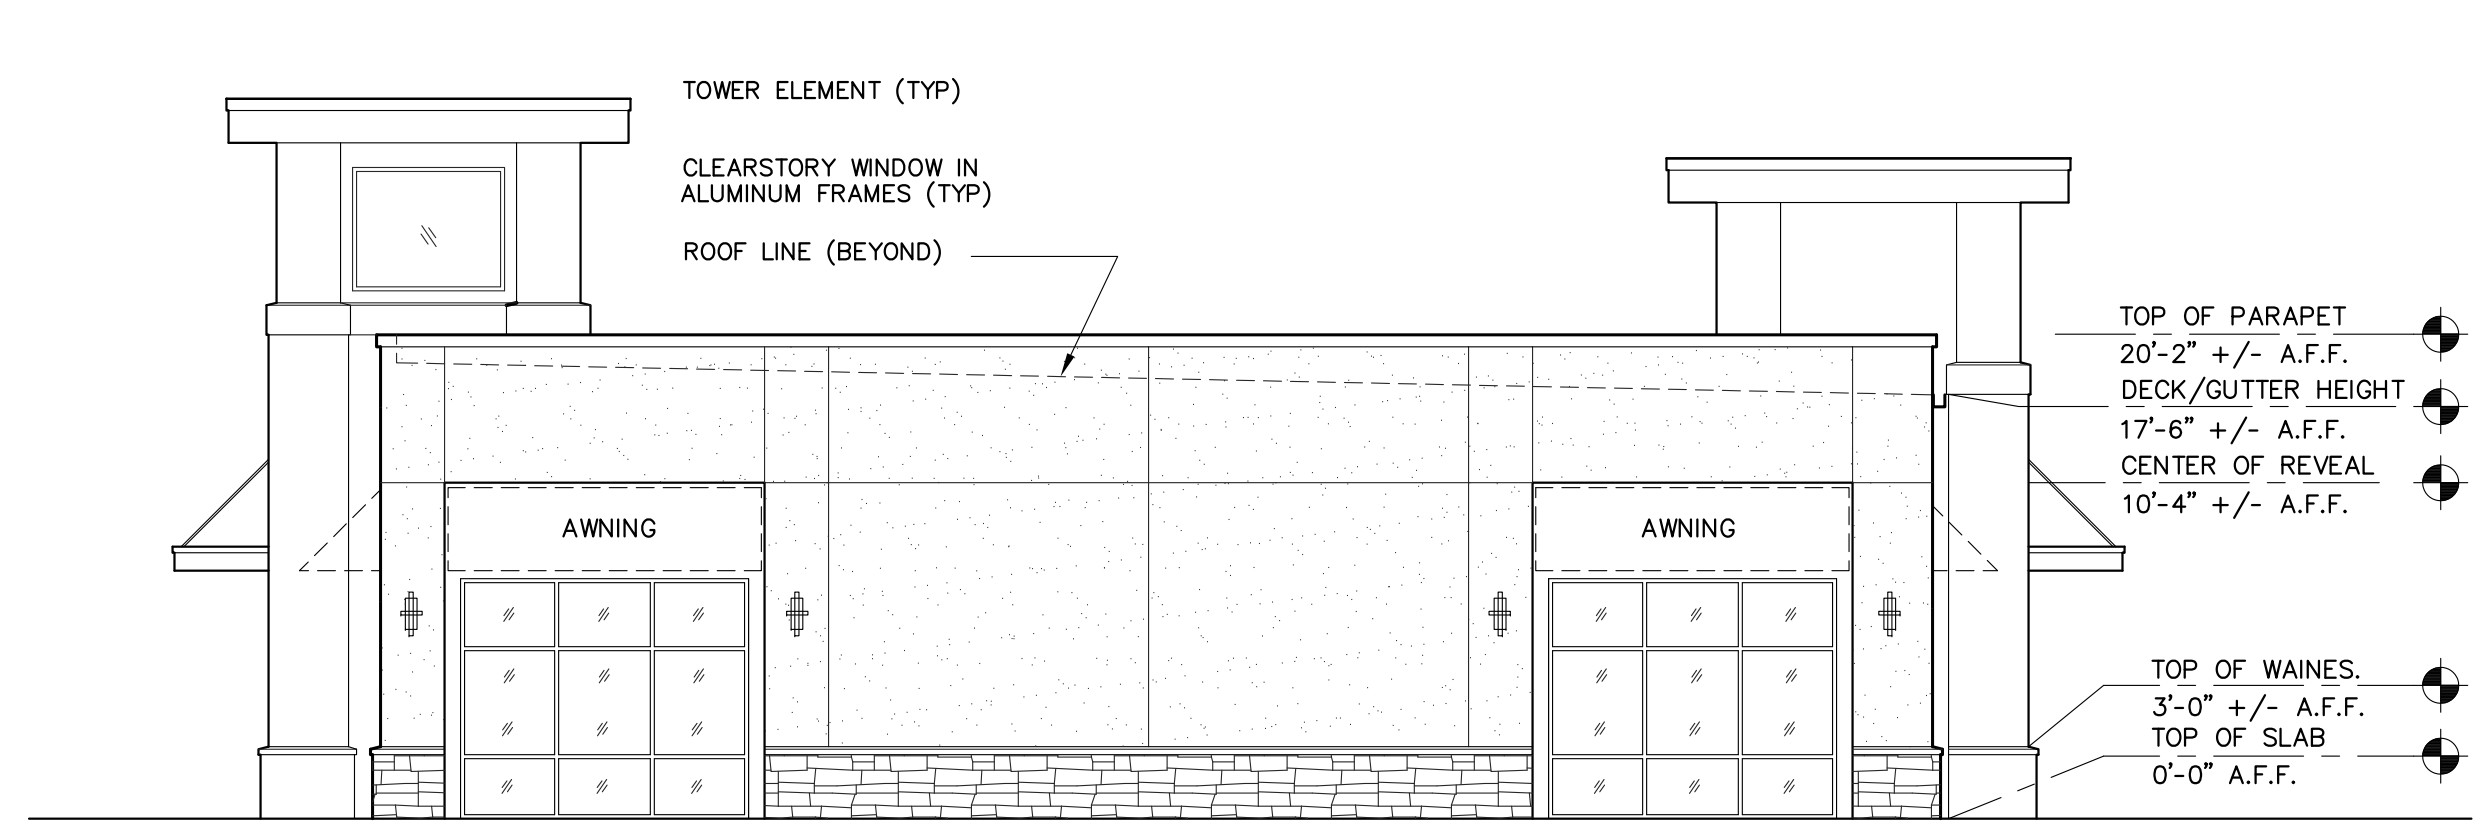 TOWER ELEMENT (TYP)
CLEARSTORY WINDOW IN
ALUMINUM FRAMES (TYP)
ROOF LINE (BEYOND)
TOP OF PARAPET
20'-2" +/- A.F.F.
DECK/GUTTER HEIGHT
17'-6" +/- A.F.F.
CENTER OF REVEAL
10'-4" +/- A.F.F.
AWNING
AWNING
TOP OF WAINES.
3'-0" +/- A.F.F.
TOP OF SLAB
0'-0" A.F.F.